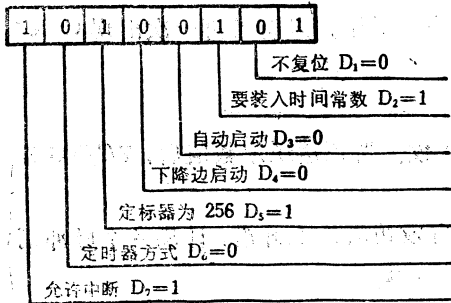 1 0 1 0 0 1 0 1
不复位 D₁=0
要装入时间常数 D₂=1
自动启动 D₃=0
下降边启动 D₄=0
定标器为 256 D₅=1
定时器方式 D₆=0
允许中断 D₇=1